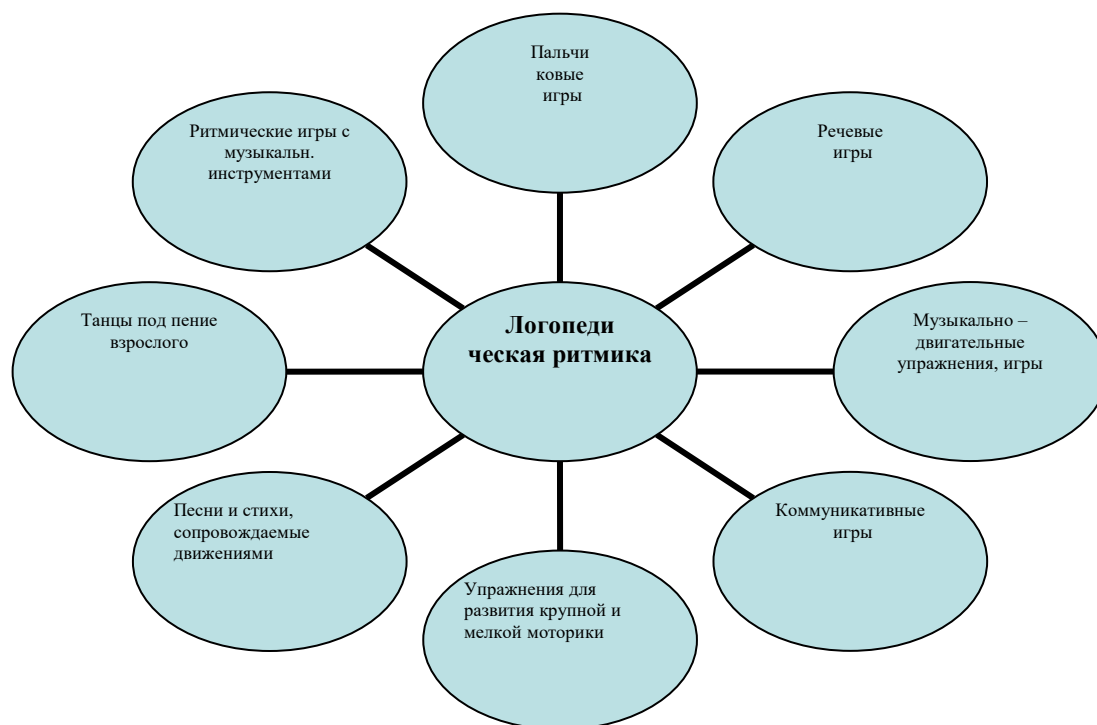 Пальчи
ковые
игры
Ритмические игры с
музыкальн.
инструментами
Речевые
игры
Танцы под пение
взрослого
Логопеди
ческая ритмика
Музыкально –
двигательные
упражнения, игры
Песни и стихи,
сопровождаемые
движениями
Коммуникативные
игры
Упражнения для
развития крупной и
мелкой моторики